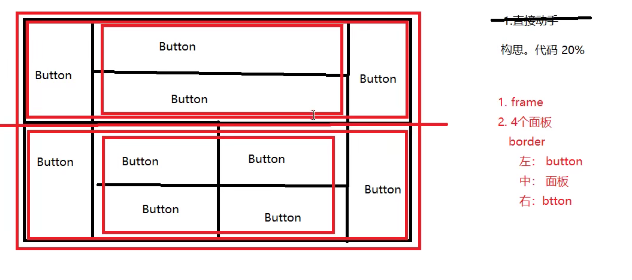 Button
Button
Button
Button
Button
Button
Button
Button
Button
Button
1.直接动手
构思。代码 20%
1. frame
2. 4个面板
border
左： button
中： 面板
右：btton